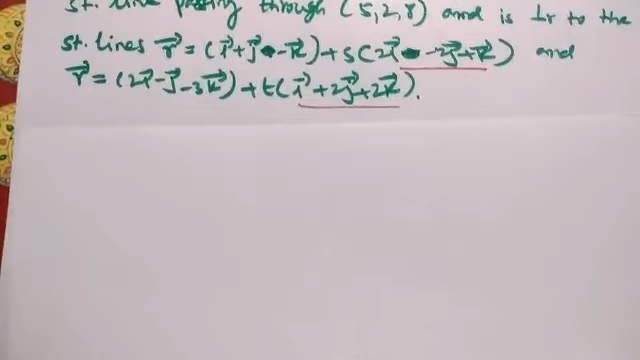 st. line passing through (5,2,8) and is ⊥r to the
st. lines r⃗ = (i⃗+j⃗-k⃗)+s(2i⃗-2j⃗+k⃗) and
r⃗ = (2i⃗-j⃗-3k⃗)+t(i⃗+2j⃗+2k⃗).